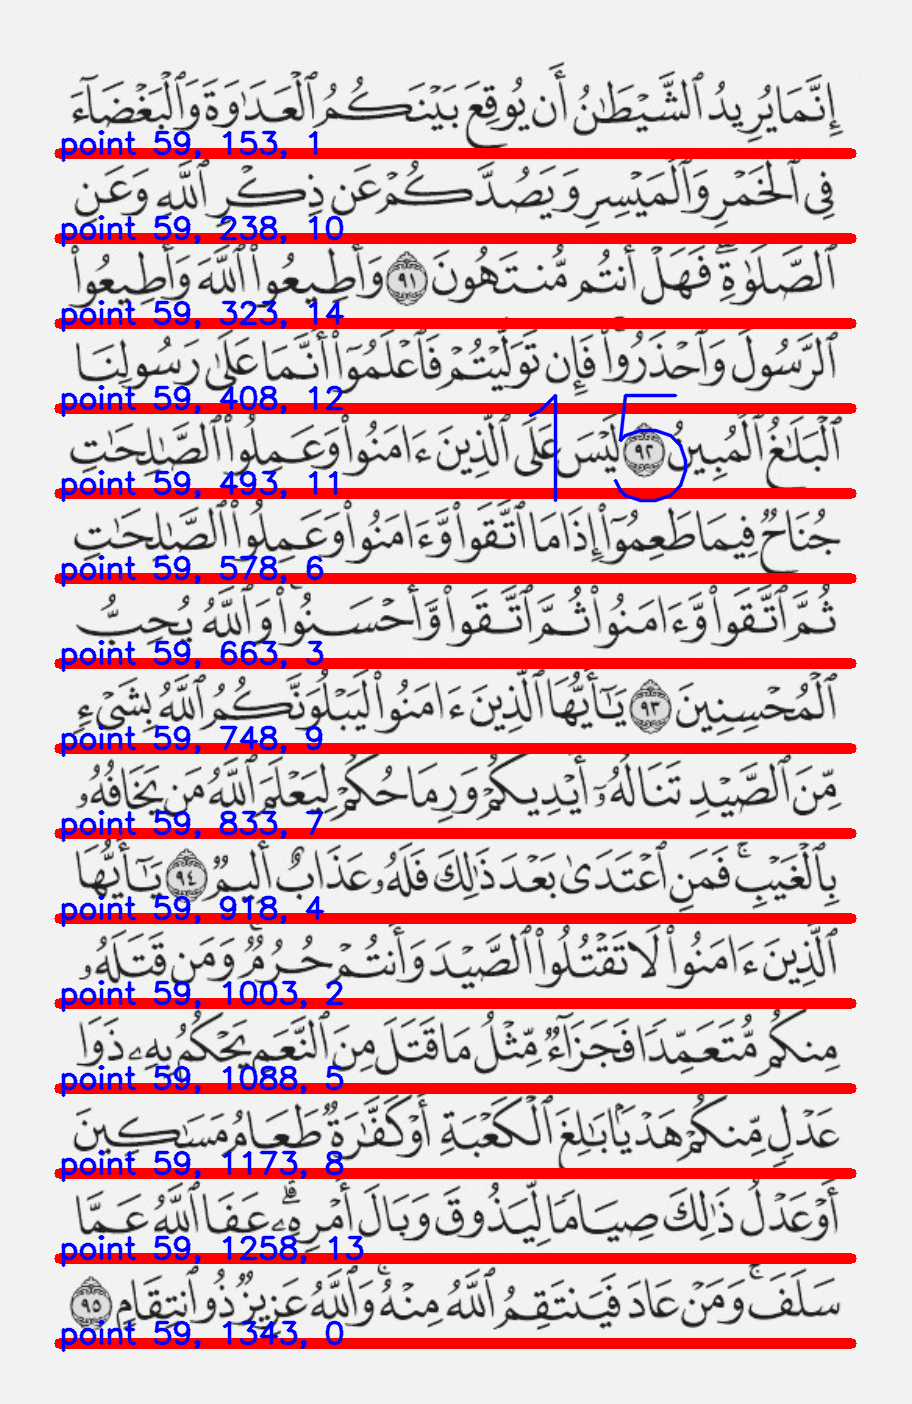 إِنَّمَا يُرِيدُ ٱلشَّيْطَٰنُ أَن يُوقِعَ بَيْنَكُمُ ٱلْعَدَٰوَةَ وَٱلْبَغْضَآءَ
point 59, 153, 1
فِي ٱلْخَمْرِ وَٱلْمَيْسِرِ وَيَصُدَّكُمْ عَن ذِكْرِ ٱللَّهِ وَعَنِ
point 59, 238, 10
ٱلصَّلَوٰةِۖ فَهَلْ أَنتُم مُّنتَهُونَ ٩١ وَأَطِيعُوا۟ ٱللَّهَ وَأَطِيعُوا۟
point 59, 323, 14
ٱلرَّسُولَ وَٱحْذَرُوا۟ۚ فَإِن تَوَلَّيْتُمْ فَٱعْلَمُوٓا۟ أَنَّمَا عَلَىٰ رَسُولِنَا
point 59, 408, 12
ٱلْبَلَٰغُ ٱلْمُبِينُ ٩٢ لَيْسَ عَلَى ٱلَّذِينَ ءَامَنُوا۟ وَعَمِلُوا۟ ٱلصَّٰلِحَٰتِ
15
point 59, 493, 11
جُنَاحٌ فِيمَا طَعِمُوٓا۟ إِذَا مَا ٱتَّقَوا۟ وَّءَامَنُوا۟ وَعَمِلُوا۟ ٱلصَّٰلِحَٰتِ
point 59, 578, 6
ثُمَّ ٱتَّقَوا۟ وَّءَامَنُوا۟ ثُمَّ ٱتَّقَوا۟ وَّأَحْسَنُوا۟ۗ وَٱللَّهُ يُحِبُّ
point 59, 663, 3
ٱلْمُحْسِنِينَ ٩٣ يَٰٓأَيُّهَا ٱلَّذِينَ ءَامَنُوا۟ لَيَبْلُوَنَّكُمُ ٱللَّهُ بِشَىْءٍ
point 59, 748, 9
مِّنَ ٱلصَّيْدِ تَنَالُهُۥٓ أَيْدِيكُمْ وَرِمَاحُكُمْ لِيَعْلَمَ ٱللَّهُ مَن يَخَافُهُۥ
point 59, 833, 7
بِٱلْغَيْبِۚ فَمَنِ ٱعْتَدَىٰ بَعْدَ ذَٰلِكَ فَلَهُۥ عَذَابٌ أَلِيمٌ ٩٤ يَٰٓأَيُّهَا
point 59, 918, 4
ٱلَّذِينَ ءَامَنُوا۟ لَا تَقْتُلُوا۟ ٱلصَّيْدَ وَأَنتُمْ حُرُمٌۚ وَمَن قَتَلَهُۥ
point 59, 1003, 2
مِنكُم مُّتَعَمِّدًا فَجَزَآءٌ مِّثْلُ مَا قَتَلَ مِنَ ٱلنَّعَمِ يَحْكُمُ بِهِۦ ذَوَا
point 59, 1088, 5
عَدْلٍ مِّنكُمْ هَدْيًۢا بَٰلِغَ ٱلْكَعْبَةِ أَوْ كَفَّٰرَةٌ طَعَامُ مَسَٰكِينَ
point 59, 1173, 8
أَوْ عَدْلُ ذَٰلِكَ صِيَامًا لِّيَذُوقَ وَبَالَ أَمْرِهِۦۗ عَفَا ٱللَّهُ عَمَّا
point 59, 1258, 13
سَلَفَۚ وَمَنْ عَادَ فَيَنتَقِمُ ٱللَّهُ مِنْهُۚ وَٱللَّهُ عَزِيزٌ ذُو ٱنتِقَامٍ ٩٥
point 59, 1343, 0